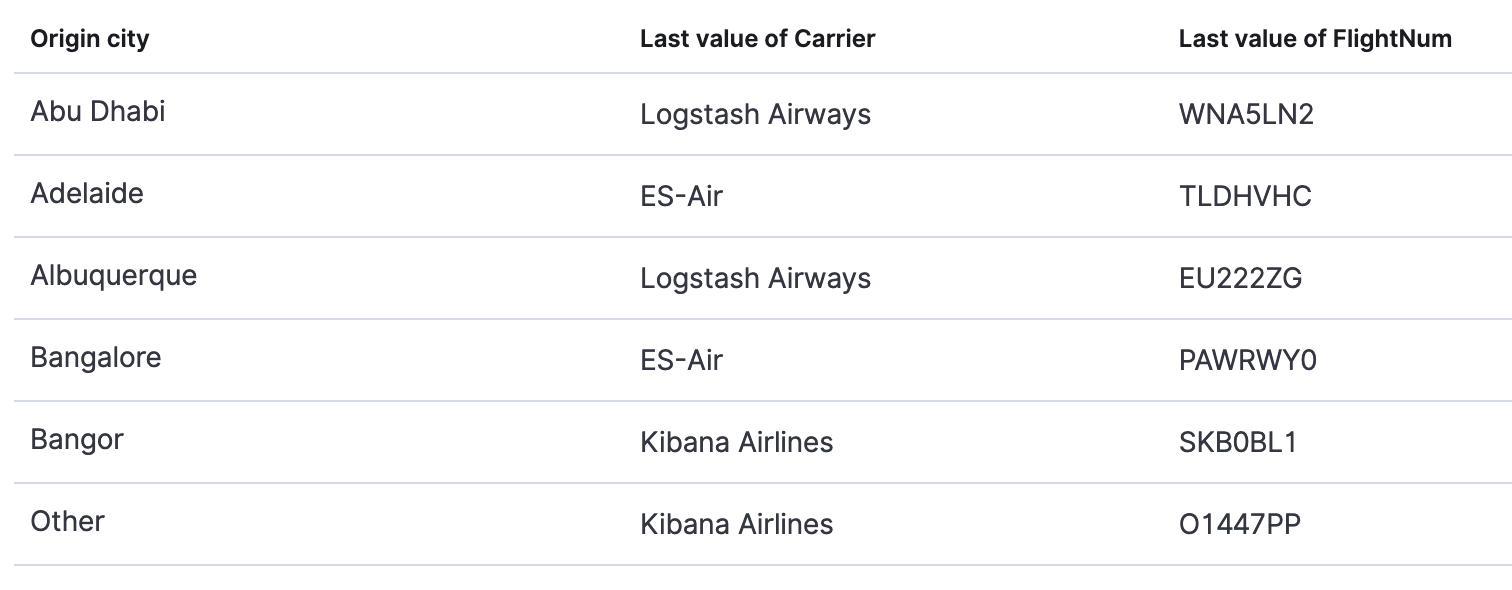 Origin city Last value of Carrier Last value of FlightNum
Abu Dhabi Logstash Airways WNA5LN2
Adelaide ES-Air TLDHVHC
Albuquerque Logstash Airways EU222ZG
Bangalore ES-Air PAWRWY0
Bangor Kibana Airlines SKB0BL1
Other Kibana Airlines O1447PP